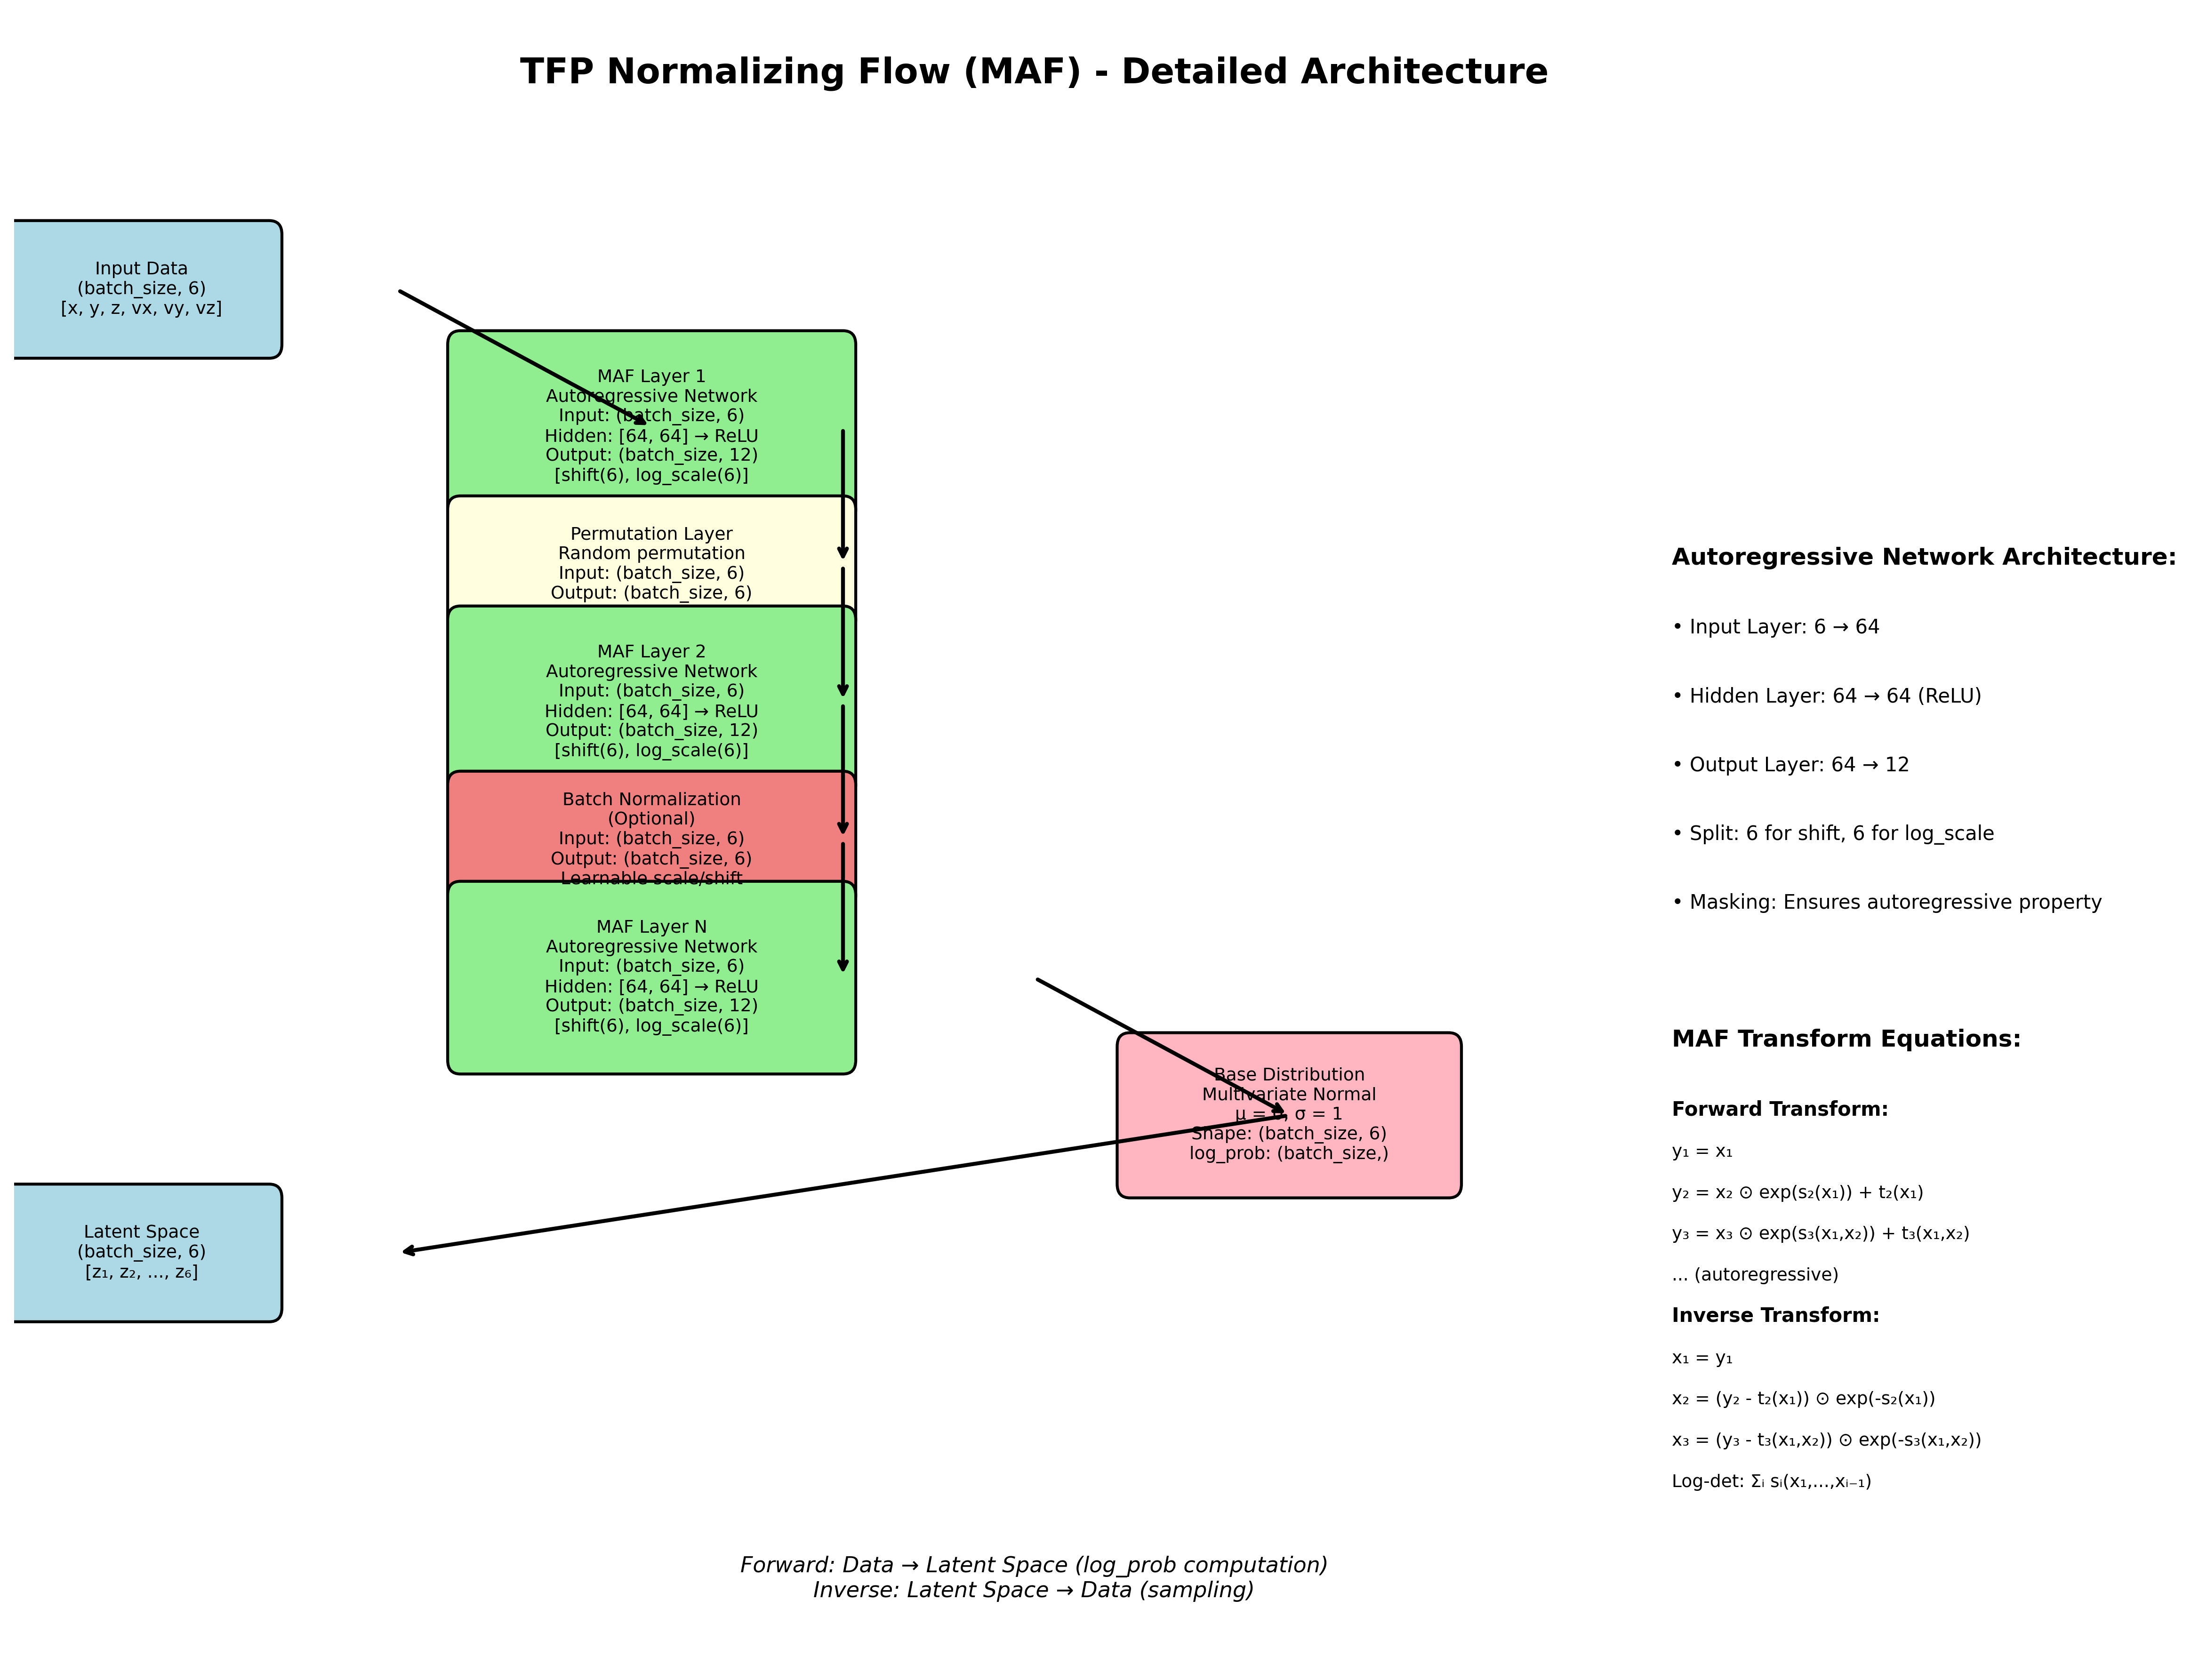 TFP Normalizing Flow (MAF) - Detailed Architecture
Input Data
(batch_size, 6)
[x, y, z, vx, vy, vz]
MAF Layer 1
Autoregressive Network
Input: (batch_size, 6)
Hidden: [64, 64] → ReLU
Output: (batch_size, 12)
[shift(6), log_scale(6)]
Permutation Layer
Random permutation
Input: (batch_size, 6)
Output: (batch_size, 6)
MAF Layer 2
Autoregressive Network
Input: (batch_size, 6)
Hidden: [64, 64] → ReLU
Output: (batch_size, 12)
[shift(6), log_scale(6)]
Batch Normalization
(Optional)
Input: (batch_size, 6)
Output: (batch_size, 6)
Learnable scale/shift
MAF Layer N
Autoregressive Network
Input: (batch_size, 6)
Hidden: [64, 64] → ReLU
Output: (batch_size, 12)
[shift(6), log_scale(6)]
Base Distribution
Multivariate Normal
μ = 0, σ = 1
Shape: (batch_size, 6)
log_prob: (batch_size,)
Latent Space
(batch_size, 6)
[z₁, z₂, ..., z₆]
Autoregressive Network Architecture:
• Input Layer: 6 → 64
• Hidden Layer: 64 → 64 (ReLU)
• Output Layer: 64 → 12
• Split: 6 for shift, 6 for log_scale
• Masking: Ensures autoregressive property
MAF Transform Equations:
Forward Transform:
y₁ = x₁
y₂ = x₂ ⊙ exp(s₂(x₁)) + t₂(x₁)
y₃ = x₃ ⊙ exp(s₃(x₁,x₂)) + t₃(x₁,x₂)
... (autoregressive)
Inverse Transform:
x₁ = y₁
x₂ = (y₂ - t₂(x₁)) ⊙ exp(-s₂(x₁))
x₃ = (y₃ - t₃(x₁,x₂)) ⊙ exp(-s₃(x₁,x₂))
Log-det: Σᵢ sᵢ(x₁,...,xᵢ₋₁)
Forward: Data → Latent Space (log_prob computation)
Inverse: Latent Space → Data (sampling)